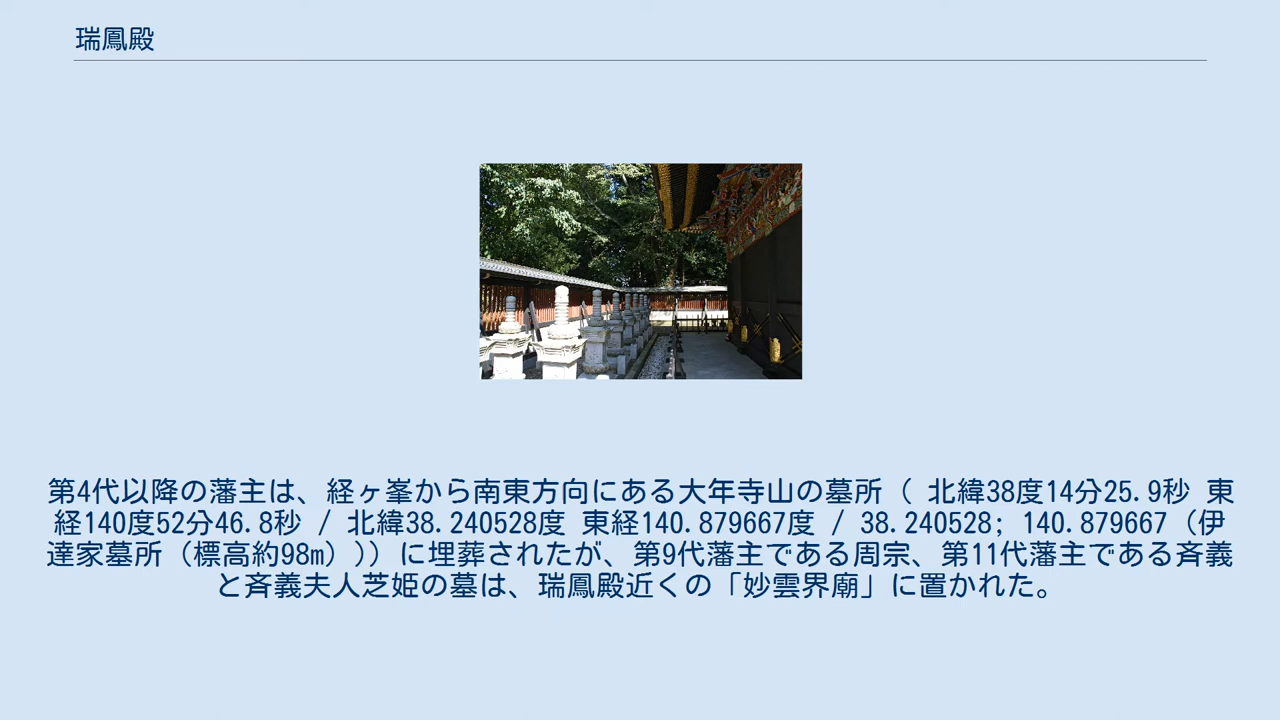 瑞鳳殿
第4代以降の藩主は、経ヶ峯から南東方向にある大年寺山の墓所（ 北緯38度14分25.9秒 東
経140度52分46.8秒 / 北緯38.240528度 東経140.879667度 / 38.240528; 140.879667（伊
達家墓所（標高約98m）））に埋葬されたが、第9代藩主である周宗、第11代藩主である斉義
と斉義夫人芝姫の墓は、瑞鳳殿近くの「妙雲界廟」に置かれた。